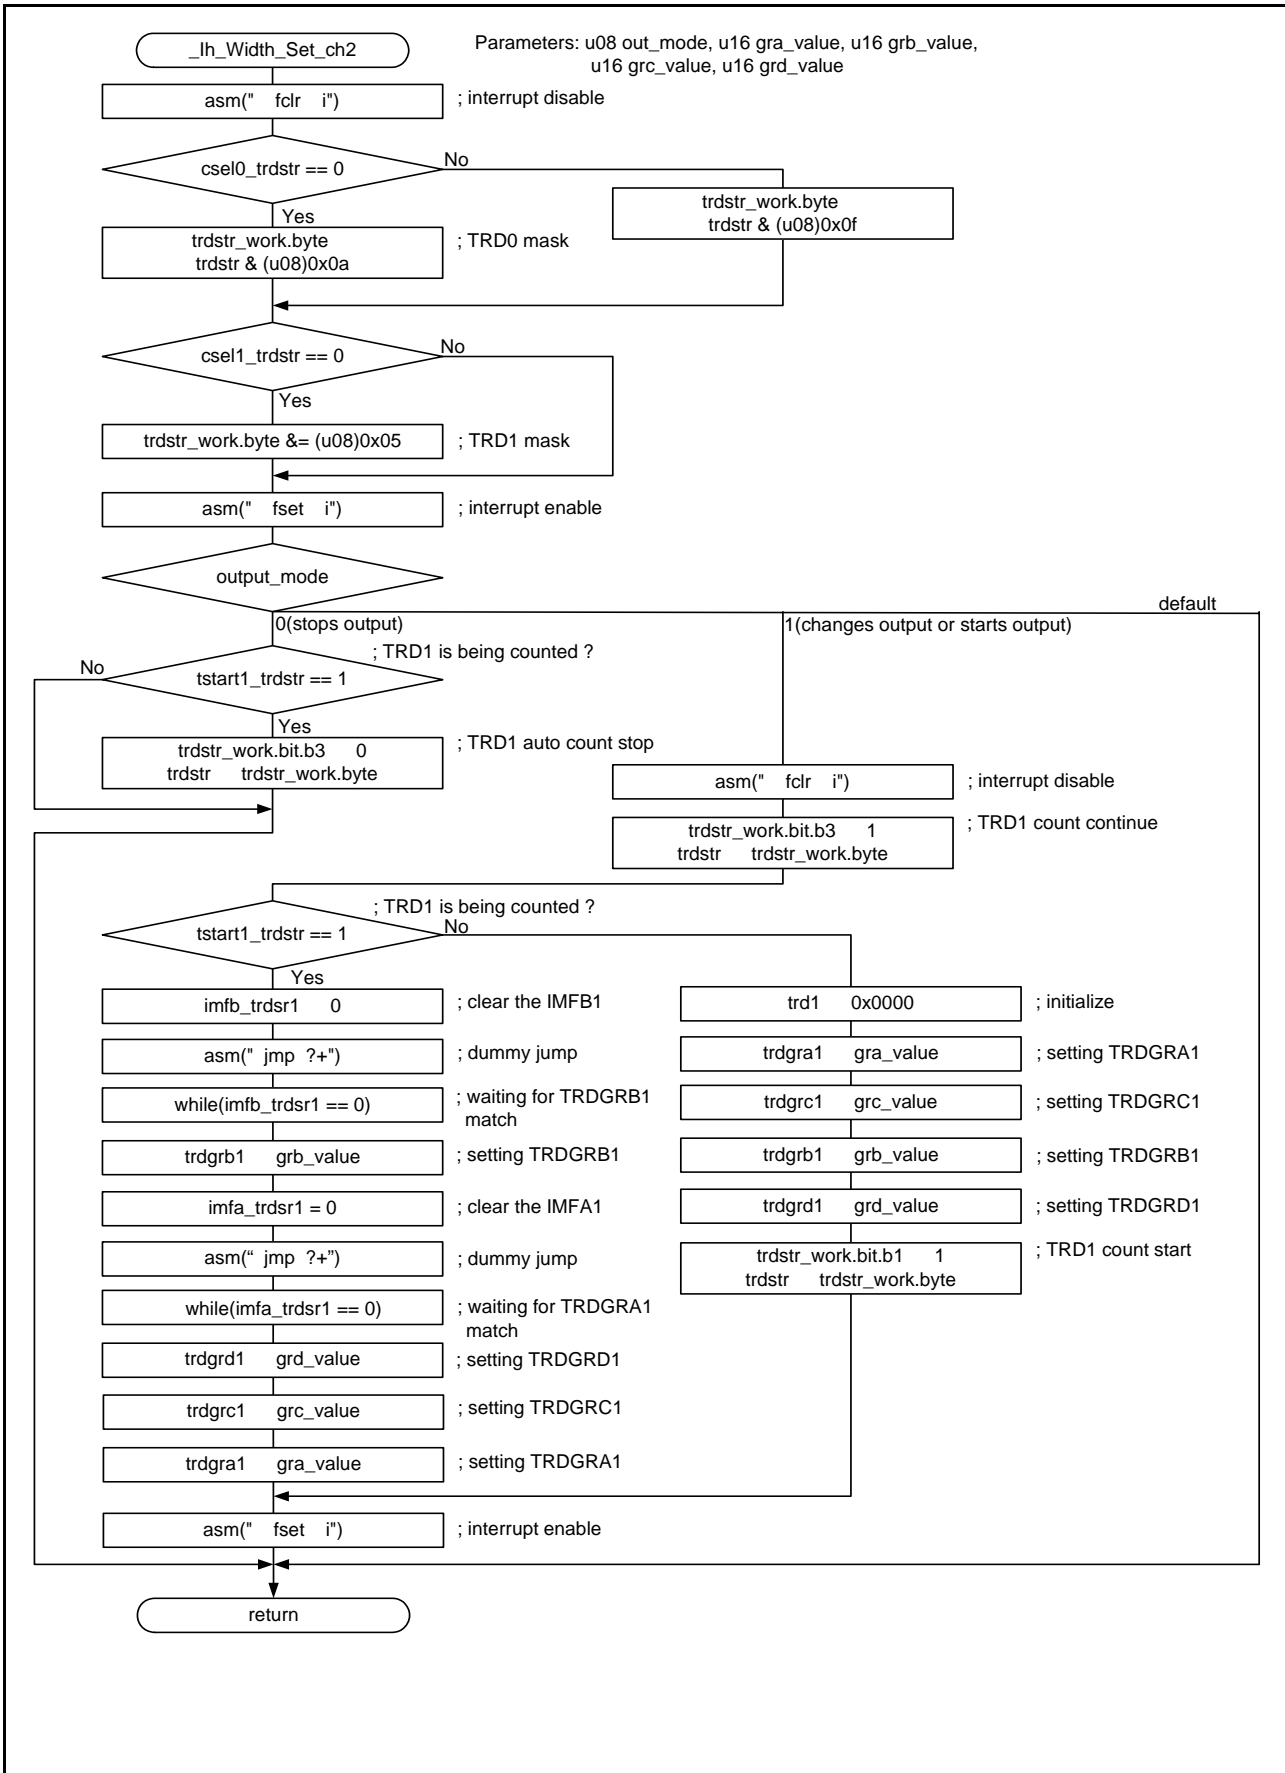 _Ih_Width_Set_ch2
Parameters: u08 out_mode, u16 gra_value, u16 grb_value,
u16 grc_value, u16 grd_value
asm("    fclr    i")
; interrupt disable
csel0_trdstr == 0
No
Yes
trdstr_work.byte
trdstr & (u08)0x0f
trdstr_work.byte
trdstr & (u08)0x0a
; TRD0 mask
csel1_trdstr == 0
No
Yes
trdstr_work.byte &= (u08)0x05
; TRD1 mask
asm("    fset    i")
; interrupt enable
output_mode
default
0(stops output)
1(changes output or starts output)
; TRD1 is being counted ?
No
tstart1_trdstr == 1
Yes
trdstr_work.bit.b3      0
trdstr      trdstr_work.byte
; TRD1 auto count stop
asm("    fclr    i")
; interrupt disable
trdstr_work.bit.b3      1
trdstr      trdstr_work.byte
; TRD1 count continue
; TRD1 is being counted ?
tstart1_trdstr == 1
No
Yes
imfb_trdsr1      0
; clear the IMFB1
trd1      0x0000
; initialize
asm("  jmp  ?+")
; dummy jump
trdgra1      gra_value
; setting TRDGRA1
while(imfb_trdsr1 == 0)
; waiting for TRDGRB1
match
trdgrc1      grc_value
; setting TRDGRC1
trdgrb1      grb_value
; setting TRDGRB1
trdgrb1      grb_value
; setting TRDGRB1
imfa_trdsr1 = 0
; clear the IMFA1
trdgrd1      grd_value
; setting TRDGRD1
asm(“  jmp  ?+”)
; dummy jump
trdstr_work.bit.b1      1
trdstr      trdstr_work.byte
; TRD1 count start
while(imfa_trdsr1 == 0)
; waiting for TRDGRA1
match
trdgrd1      grd_value
; setting TRDGRD1
trdgrc1      grc_value
; setting TRDGRC1
trdgra1      gra_value
; setting TRDGRA1
asm("    fset    i")
; interrupt enable
return